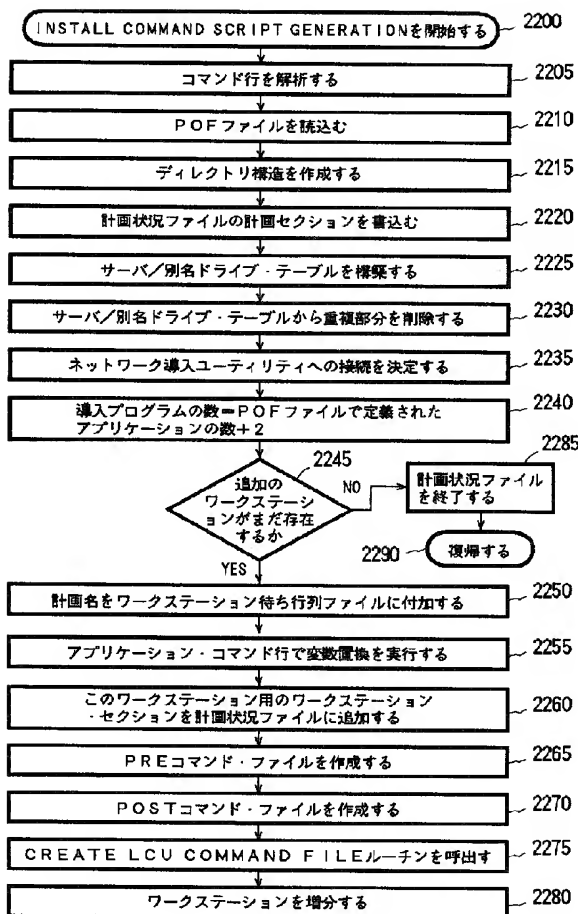 INSTALL COMMAND SCRIPT GENERATIONを開始する
2200
コマンド行を解析する
2205
POFファイルを読込む
2210
ディレクトリ構造を作成する
2215
計画状況ファイルの計画セクションを書込む
2220
サーバ/別名ドライブ・テーブルを構築する
2225
サーバ/別名ドライブ・テーブルから重複部分を削除する
2230
ネットワーク導入ユーティリティへの接続を決定する
2235
導入プログラムの数=POFファイルで定義された
アプリケーションの数+2
2240
追加の
ワークステーシ
ョンがまだ存在
するか
2245
NO
計画状況ファイル
を終了する
2285
復帰する
2290
YES
計画名をワークステーション待ち行列ファイルに付加する
2250
アプリケーション・コマンド行で変数置換を実行する
2255
このワークステーション用のワークステーション
・セクションを計画状況ファイルに追加する
2260
PREコマンド・ファイルを作成する
2265
POSTコマンド・ファイルを作成する
2270
CREATE LCU COMMAND FILEルーチンを呼出す
2275
ワークステーションを増分する
2280